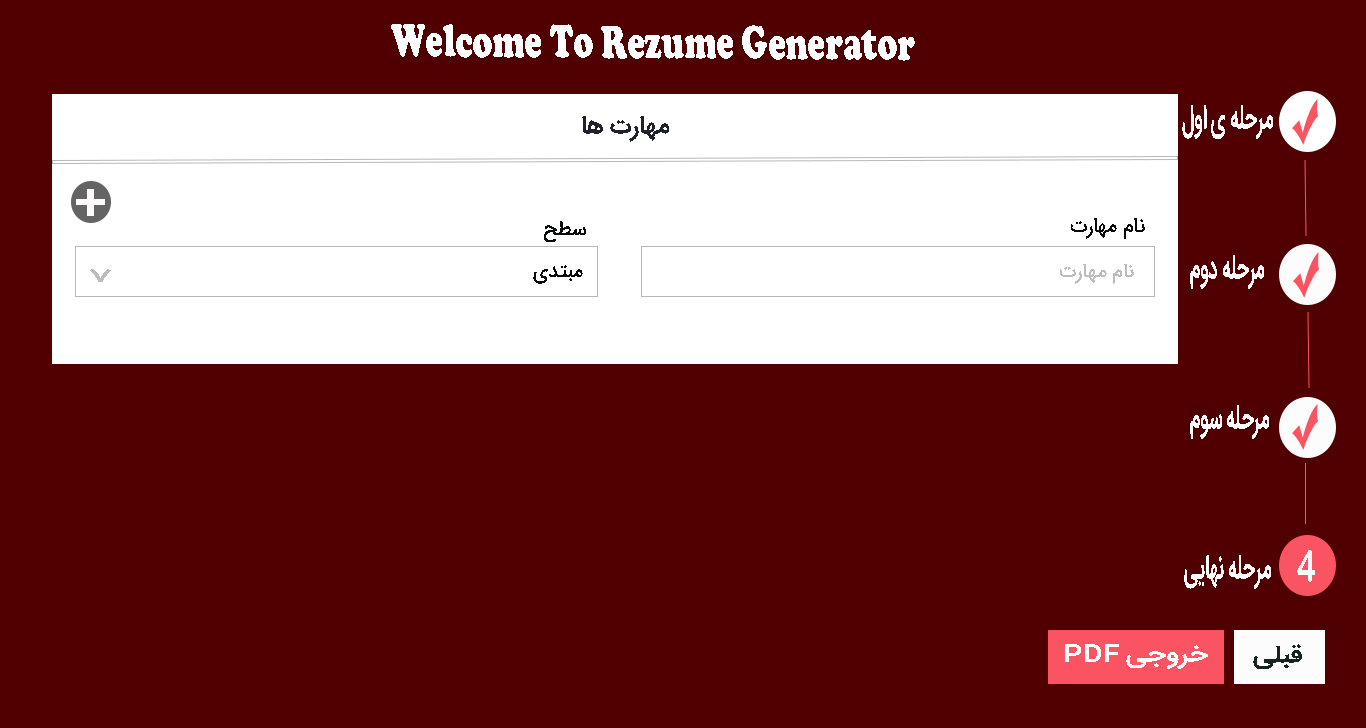 Welcome To Rezume Generator
مهارت ها
نام مهارت
سطح
نام مهارت
مبتدی
مرحله ی اول
مرحله دوم
مرحله سوم
4
مرحله نهایی
قبلی
خروجی PDF